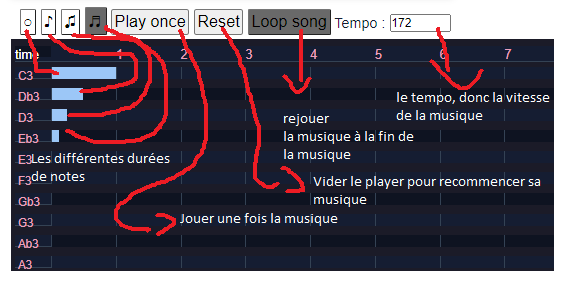 ○ ♪ ♫ ♬ Play once Reset Loop song Tempo : 172
time 1 2 3 4 5 6 7
C3
Db3
le tempo, donc la vitesse
de la musique
D3
rejouer
la musique à la fin de
la musique
Eb3
Les différentes durées
de notes
E3
F3
Vider le player pour recommencer sa
musique
Gb3
G3
Jouer une fois la musique
Ab3
A3